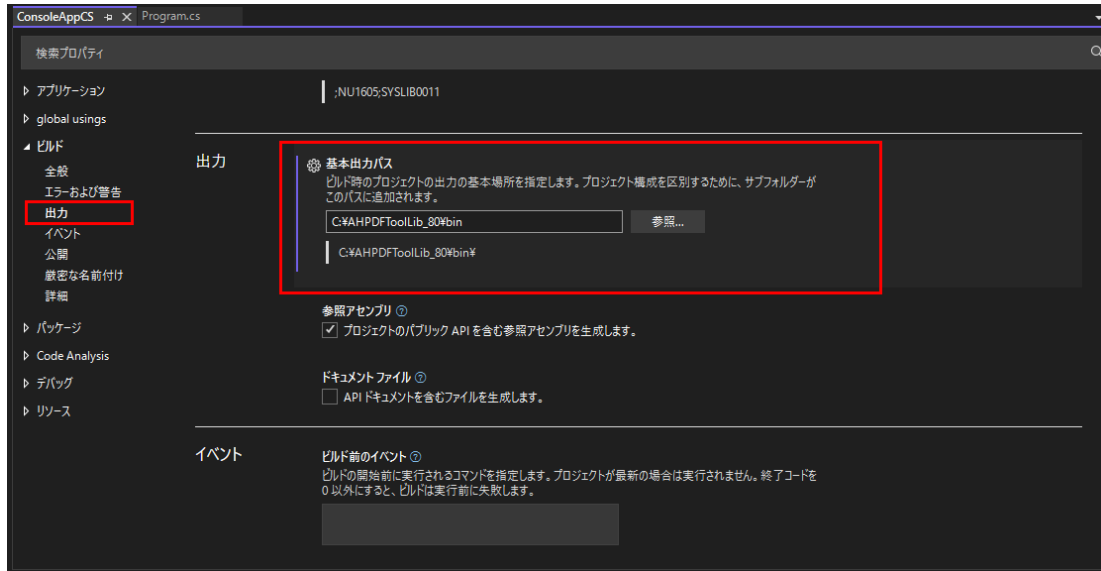 ConsoleAppCS Program.cs
検索プロパティ
アプリケーション
global usings
ビルド
全般
エラーおよび警告
出力
イベント
公開
厳密な名前付け
詳細
パッケージ
Code Analysis
デバッグ
リソース
;NU1605;SYSLIB0011
出力
基本出力パス
ビルド時のプロジェクトの出力の基本場所を指定します。プロジェクト構成を区別するために、サブフォルダーが
このパスに追加されます。
C:¥AHPDFToolLib_80¥bin
参照...
C:¥AHPDFToolLib_80¥bin¥
参照アセンブリ
プロジェクトのパブリック API を含む参照アセンブリを生成します。
ドキュメント ファイル
API ドキュメントを含むファイルを生成します。
イベント
ビルド前のイベント
ビルドの開始前に実行されるコマンドを指定します。プロジェクトが最新の場合は実行されません。終了コードを
0 以外にすると、ビルドは実行前に失敗します。